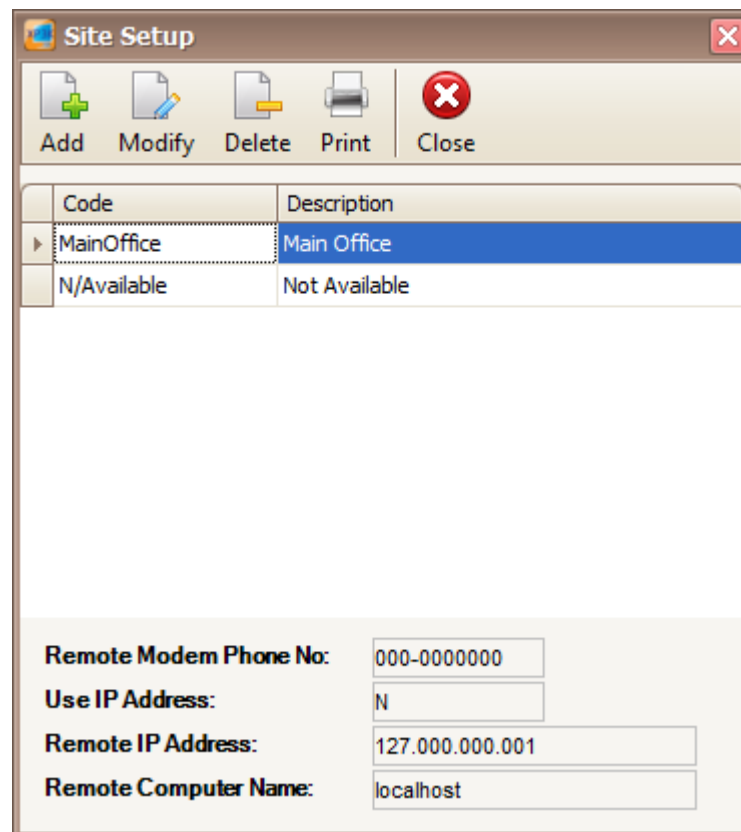 Site Setup
Add Modify Delete Print Close
Code Description
MainOffice Main Office
N/Available Not Available
Remote Modem Phone No: 000-0000000
Use IP Address: N
Remote IP Address: 127.000.000.001
Remote Computer Name: localhost